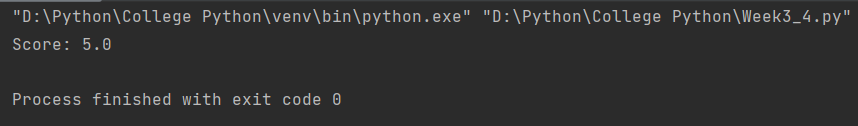 "D:\Python\College Python\venv\bin\python.exe" "D:\Python\College Python\Week3_4.py"
Score: 5.0
Process finished with exit code 0